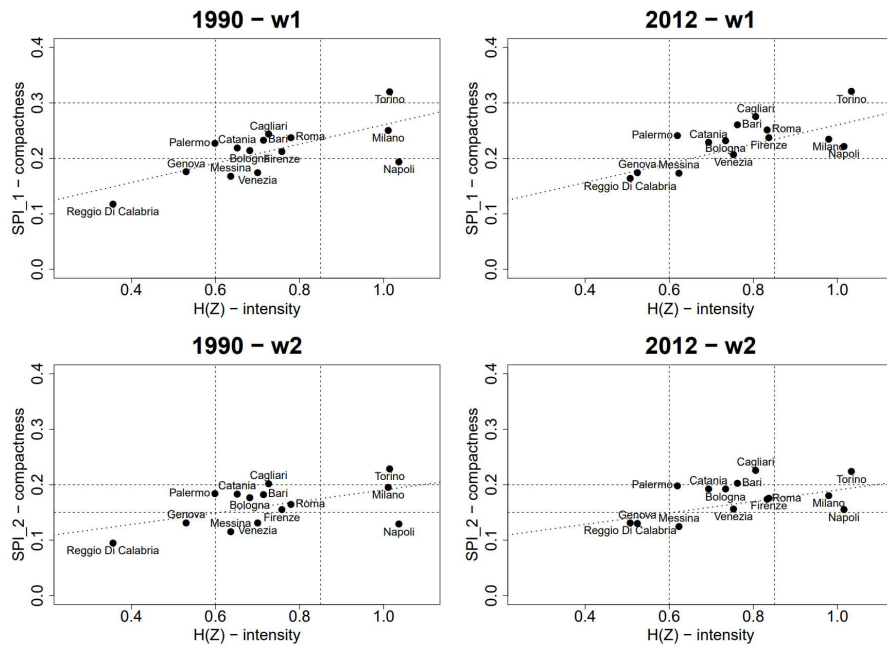 1990 − w1
SPI_1 − compactness
0.0 0.1 0.2 0.3 0.4
Torino
Cagliari
Palermo Catania Bari Roma Milano
Bologna Firenze
Genova Messina Venezia Napoli
Reggio Di Calabria
0.4 0.6 0.8 1.0
H(Z) − intensity
2012 − w1
SPI_1 − compactness
0.0 0.1 0.2 0.3 0.4
Torino
Cagliari
Bari
Palermo Catania Roma
Bologna Firenze Milano
Napoli
Genova Messina Venezia
Reggio Di Calabria
0.4 0.6 0.8 1.0
H(Z) − intensity
1990 − w2
SPI_2 − compactness
0.0 0.1 0.2 0.3 0.4
Torino
Cagliari
Palermo Catania Bari Milano
Bologna Roma
Genova Messina Firenze
Venezia Napoli
Reggio Di Calabria
0.4 0.6 0.8 1.0
H(Z) − intensity
2012 − w2
SPI_2 − compactness
0.0 0.1 0.2 0.3 0.4
Cagliari Torino
Palermo Catania Bari
Bologna Roma Milano
Firenze
Genova Messina Venezia Napoli
Reggio Di Calabria
0.4 0.6 0.8 1.0
H(Z) − intensity